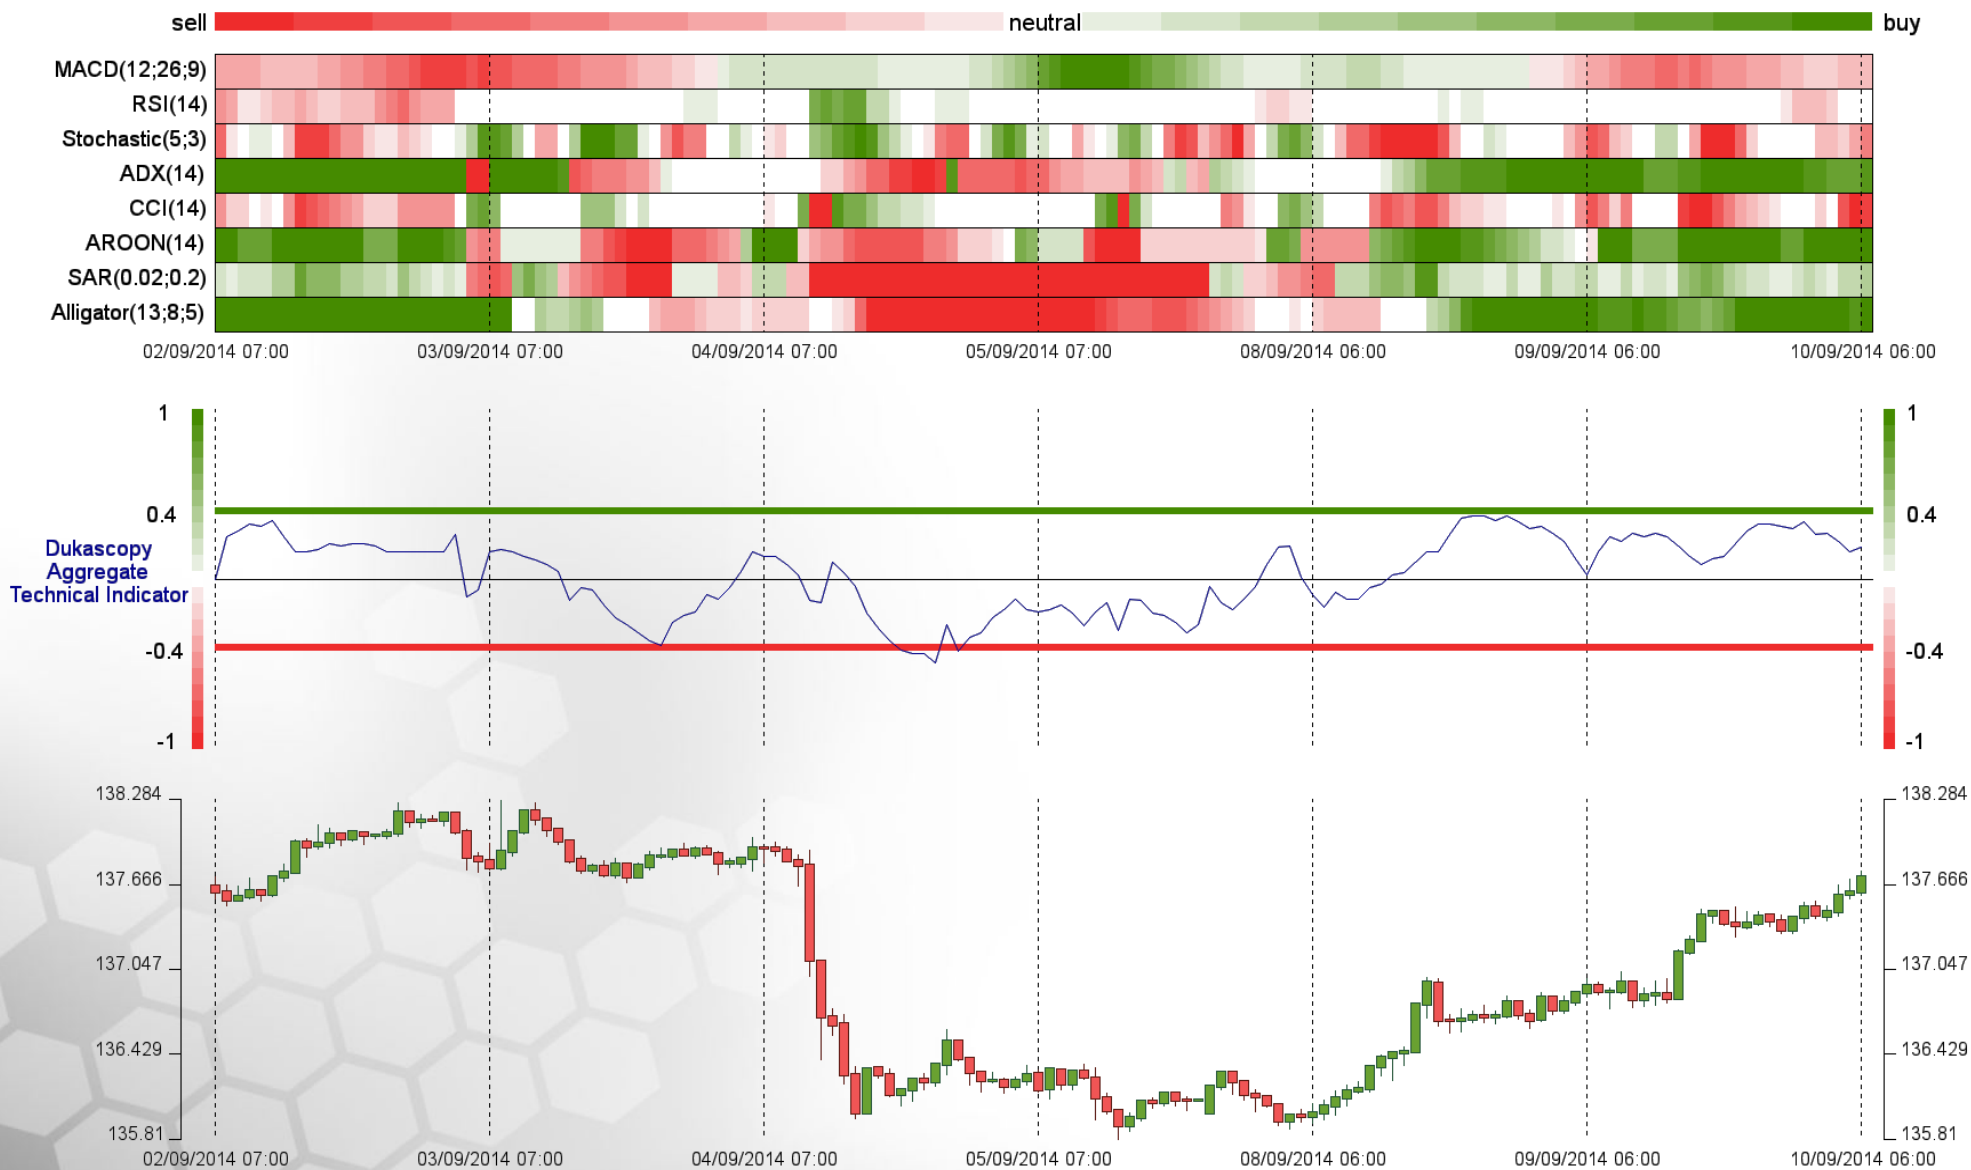 sell neutral buy
MACD(12;26;9)
RSI(14)
Stochastic(5;3)
ADX(14)
CCI(14)
AROON(14)
SAR(0.02;0.2)
Alligator(13;8;5)
02/09/2014 07:00 03/09/2014 07:00 04/09/2014 07:00 05/09/2014 07:00 08/09/2014 06:00 09/09/2014 06:00 10/09/2014 06:00
1 1
0.4 0.4
Dukascopy
Aggregate
Technical Indicator
-0.4 -0.4
-1 -1
138.284 138.284
137.666 137.666
137.047 137.047
136.429 136.429
135.81 135.81
02/09/2014 07:00 03/09/2014 07:00 04/09/2014 07:00 05/09/2014 07:00 08/09/2014 06:00 09/09/2014 06:00 10/09/2014 06:00